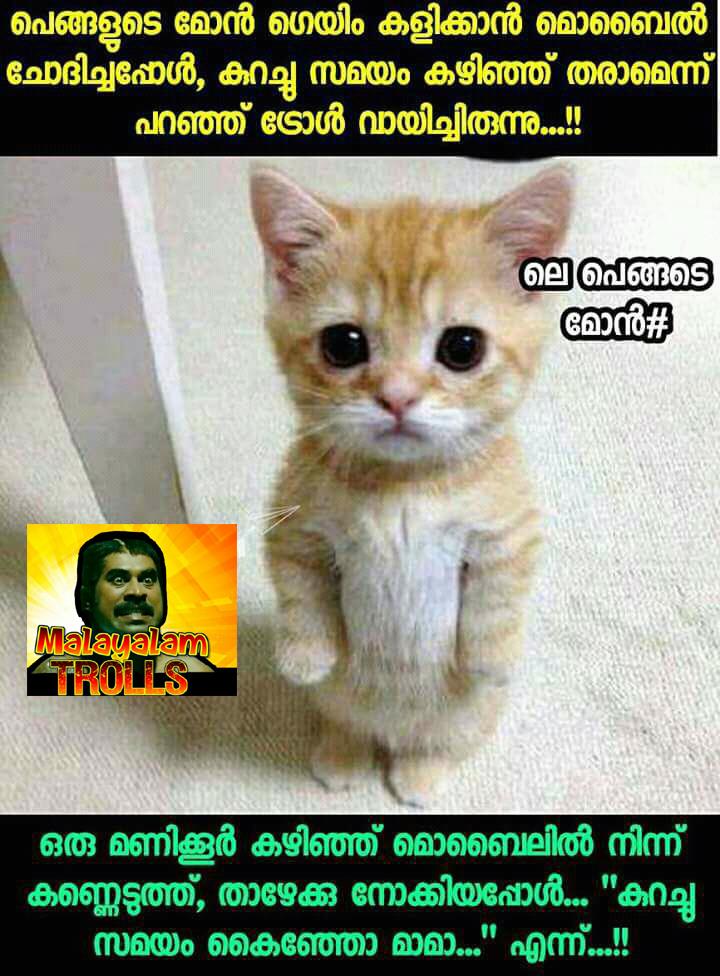 പെങ്ങളുടെ മോൻ ഗെയിം കളിക്കാൻ മൊബൈൽ
ചോദിച്ചപ്പോൾ, കുറച്ചു സമയം കഴിഞ്ഞ് തരാമെന്ന്
പറഞ്ഞ് ട്രോൾ വായിച്ചിരുന്നു...!!
ലെ പെങ്ങടെ
മോൻ#
Malayalam
TROLLS
ഒരു മണിക്കൂർ കഴിഞ്ഞ് മൊബൈലിൽ നിന്ന്
കണ്ണെടുത്ത്, താഴേക്കു നോക്കിയപ്പോൾ... "കുറച്ചു
സമയം കൈഞ്ഞോ മാമാ..." എന്ന്...!!